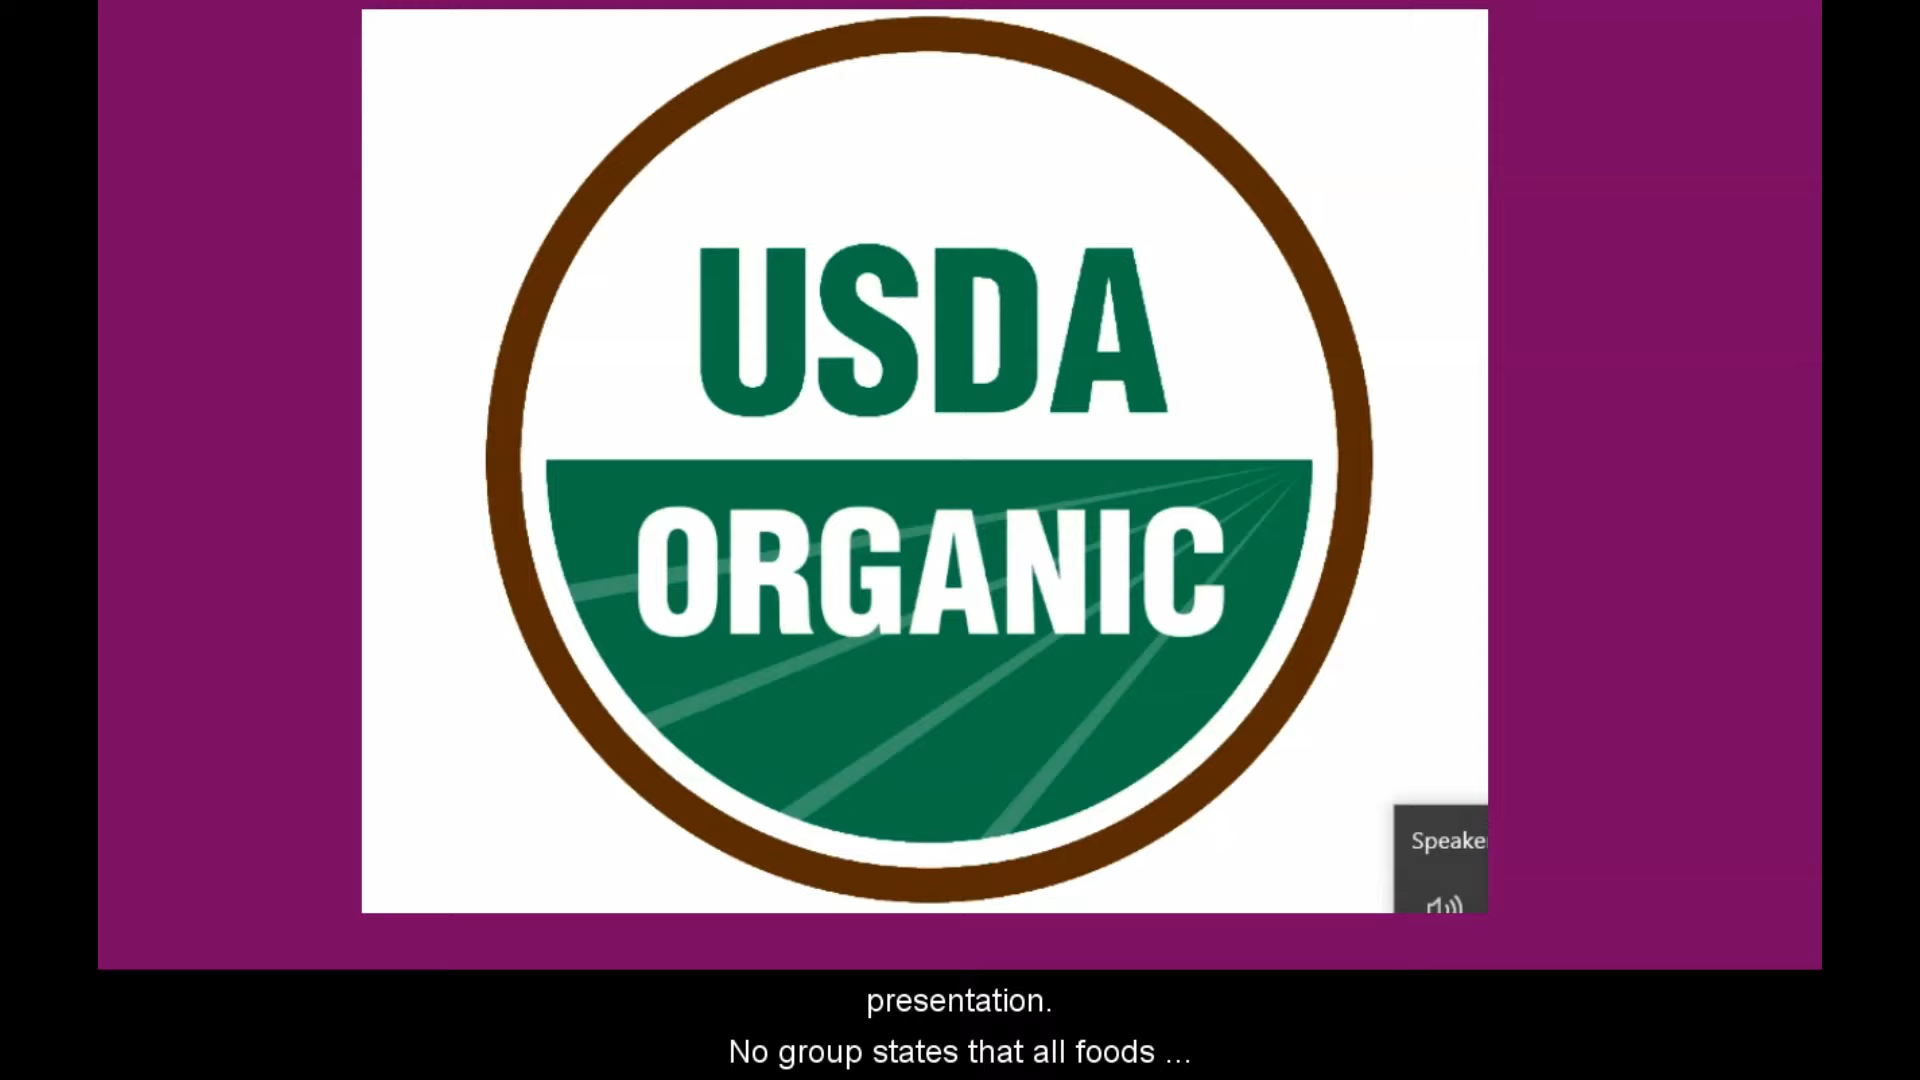 USDA
ORGANIC
Speake
presentation.
No group states that all foods ...